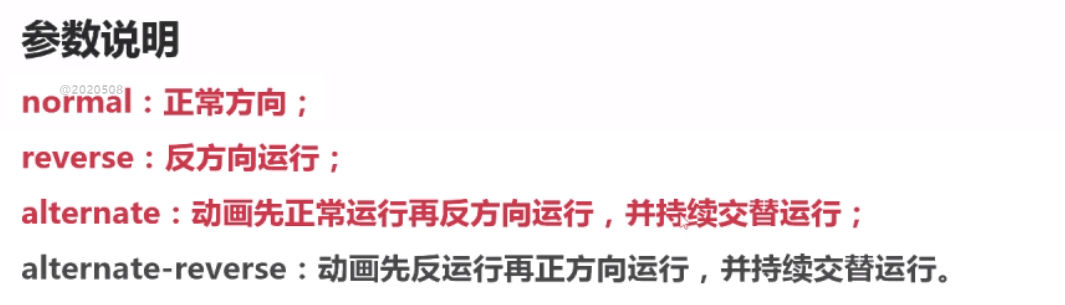 参数说明
@2020508
normal：正常方向；
reverse：反方向运行；
alternate：动画先正常运行再反方向运行，并持续交替运行；
alternate-reverse：动画先反运行再正方向运行，并持续交替运行。